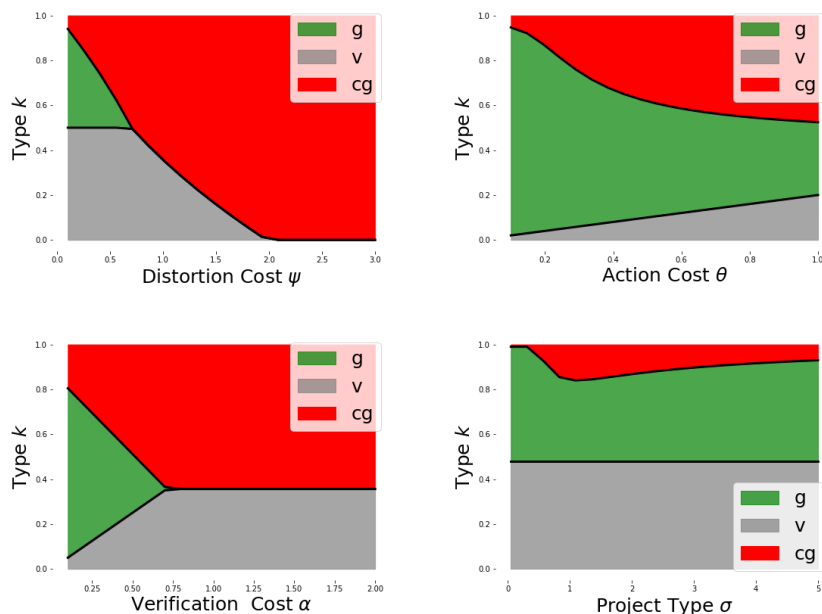 1.0
0.8
0.6
0.4
0.2
0.0
Type k
0.0 0.5 1.0 1.5 2.0 2.5 3.0
Distortion Cost ψ
g
v
cg
1.0
0.8
0.6
0.4
0.2
0.0
Type k
0.2 0.4 0.6 0.8 1.0
Action Cost θ
g
v
cg
1.0
0.8
0.6
0.4
0.2
0.0
Type k
0.25 0.50 0.75 1.00 1.25 1.50 1.75 2.00
Verification Cost α
g
v
cg
1.0
0.8
0.6
0.4
0.2
0.0
Type k
0 1 2 3 4 5
Project Type σ
g
v
cg